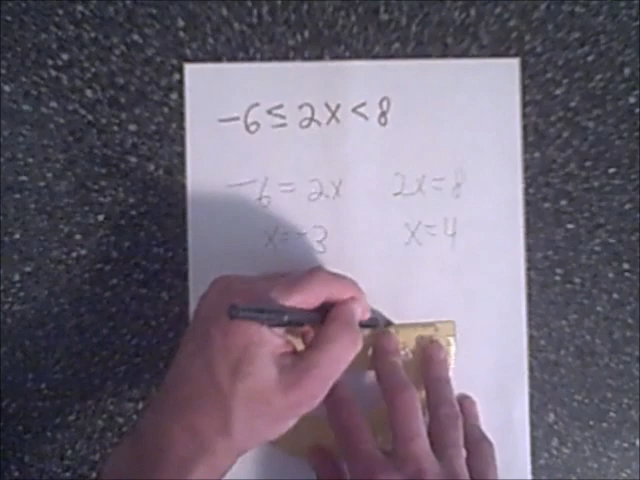 -6 ≤ 2x < 8
-6 = 2x 2x = 8
x = -3 x = 4